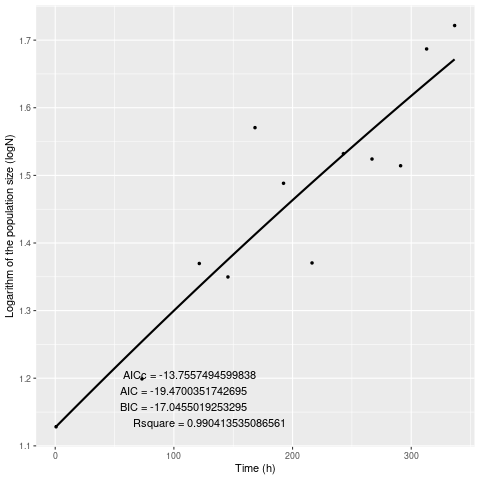 1.7
1.6
1.5
1.4
1.3
1.2
1.1
Logarithm of the population size (logN)
AICc = -13.7557494599838
AIC = -19.4700351742695
BIC = -17.0455019253295
Rsquare = 0.990413535086561
0 100 200 300
Time (h)